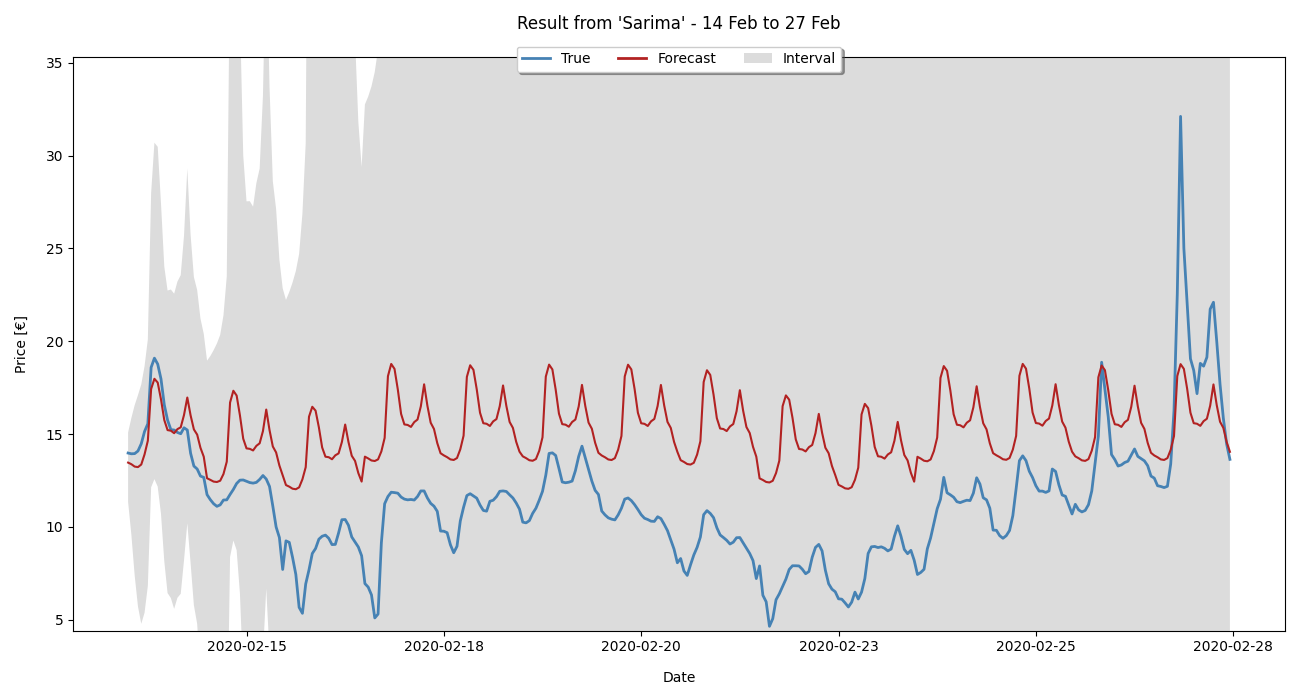 Result from 'Sarima' - 14 Feb to 27 Feb
True Forecast Interval
35
30
25
20
15
10
5
Price [€]
2020-02-15 2020-02-18 2020-02-20 2020-02-23 2020-02-25 2020-02-28
Date